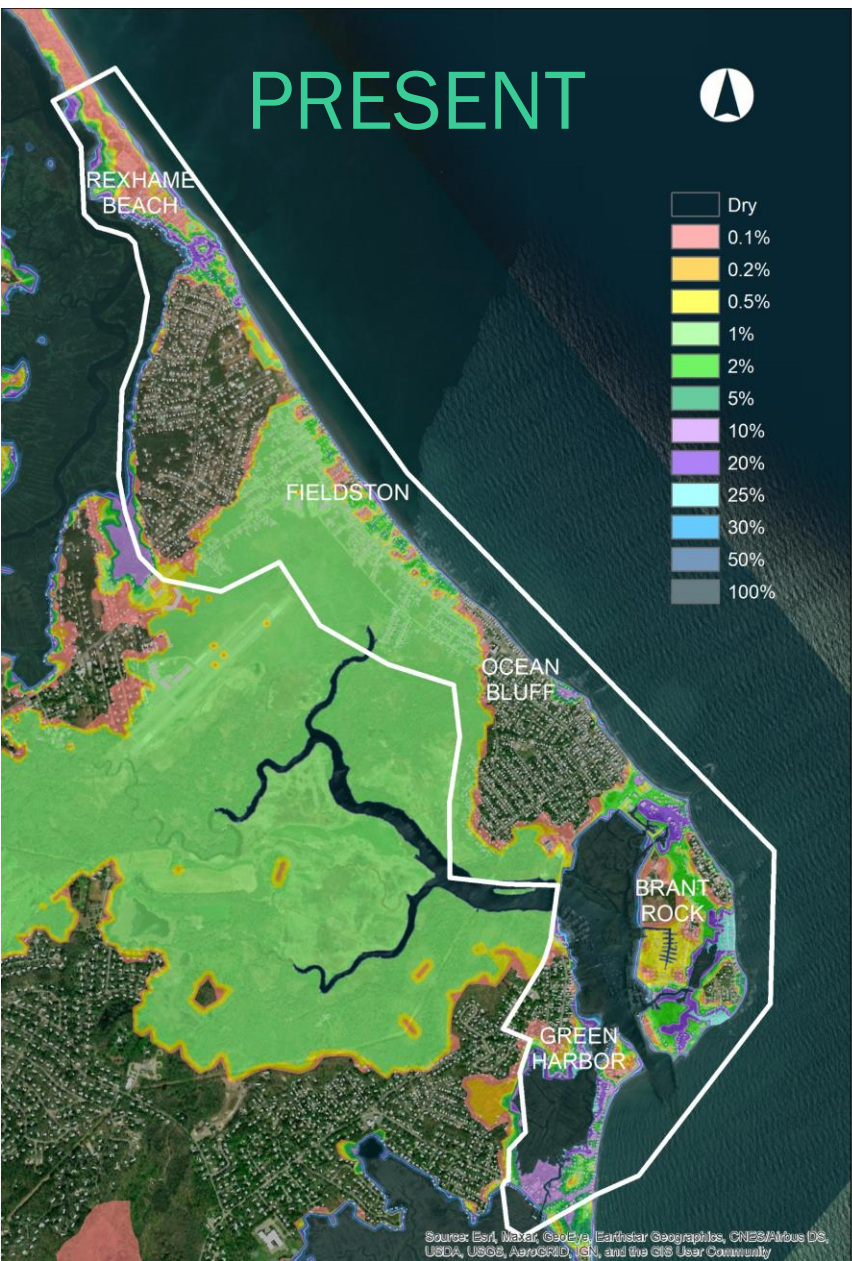 PRESENT
REXHAME
BEACH
Dry
0.1%
0.2%
0.5%
1%
2%
5%
10%
20%
25%
30%
50%
100%
FIELDSTON
OCEAN
BLUFF
BRANT
ROCK
GREEN
HARBOR
Source: Esri, Maxar, GeoEye, Earthstar Geographics, CNES/Airbus DS,
USDA, USGS, AeroGRID, IGN, and the GIS User Community